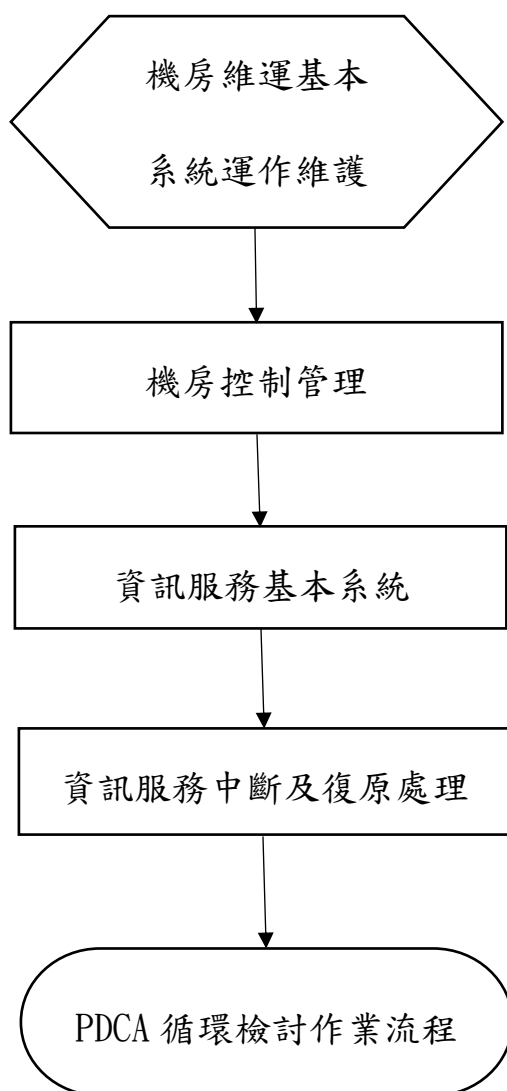 機房維運基本
系統運作維護
機房控制管理
資訊服務基本系統
資訊服務中斷及復原處理
PDCA 循環檢討作業流程